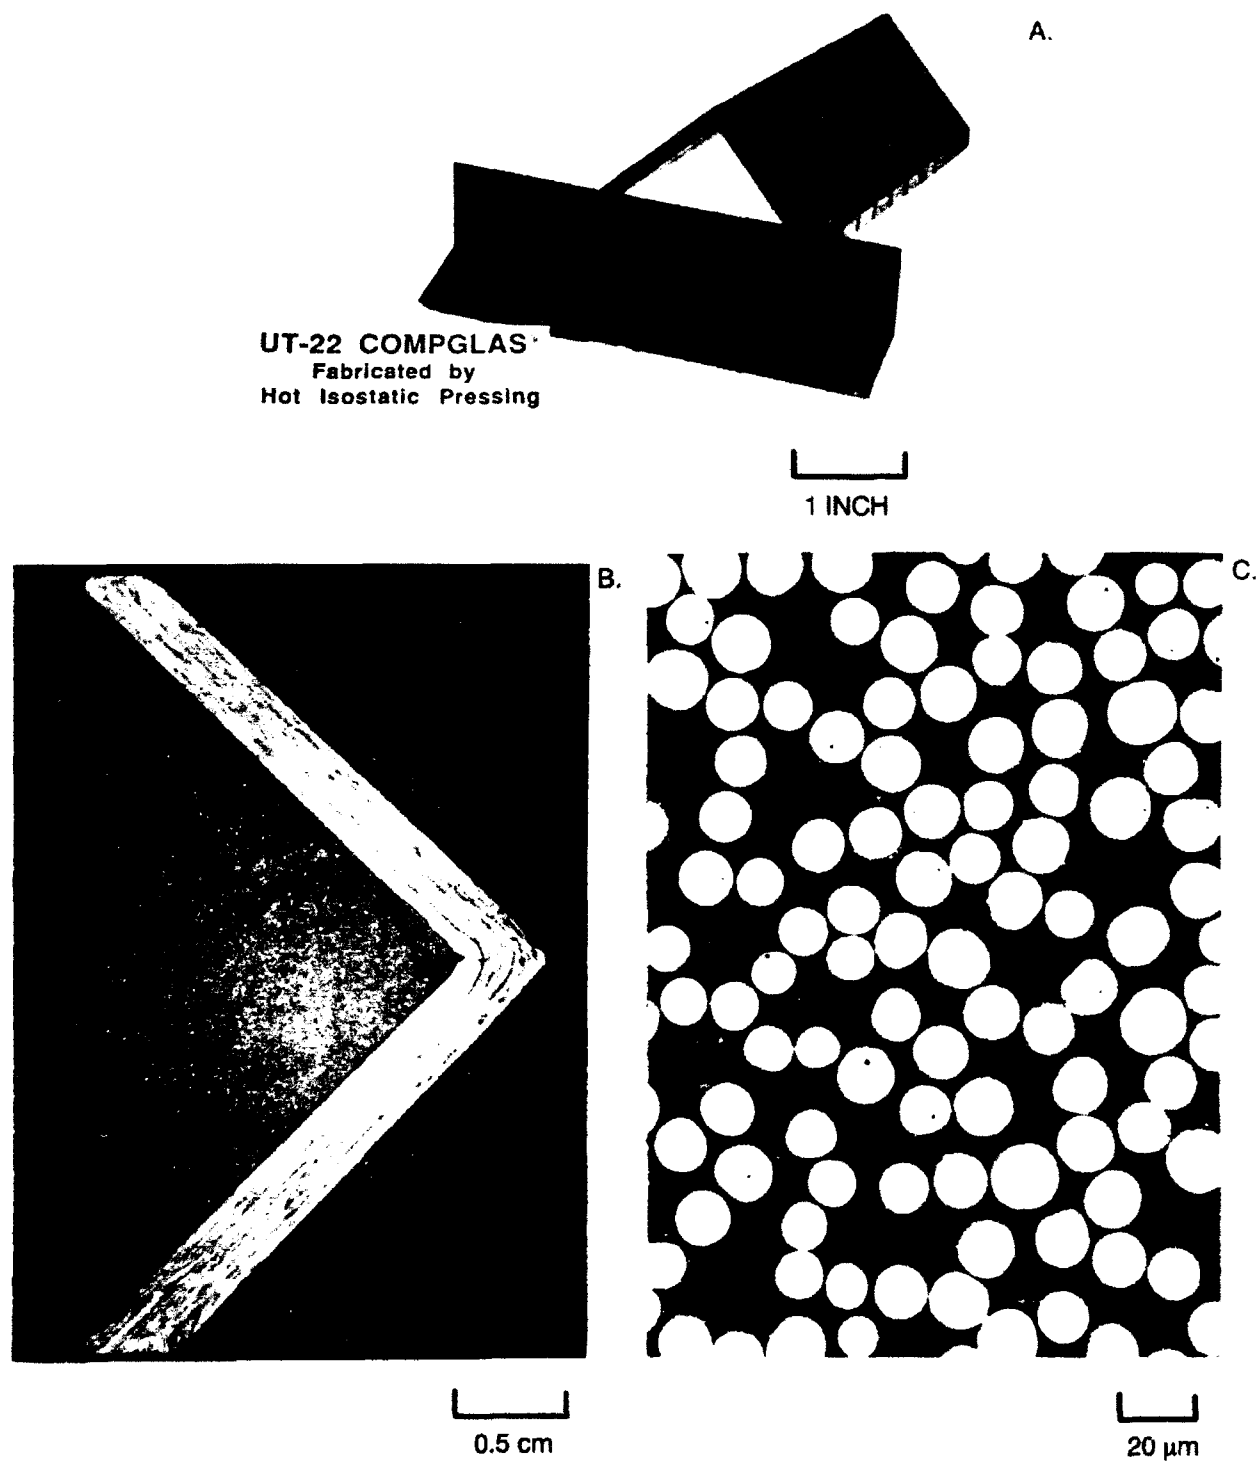 A.
UT-22 COMPGLAS
Fabricated by
Hot Isostatic Pressing
1 INCH
B.
C.
0.5 cm
20 µm